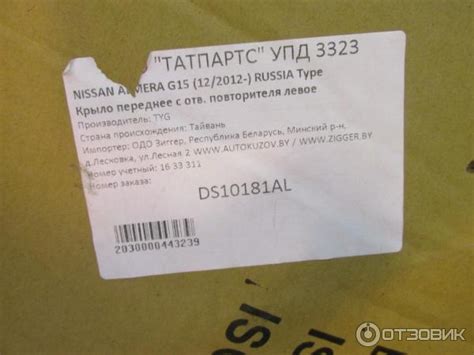 "ТАТПАРТС" УПД 3323
NISSAN ALMERA G15 (12/2012-) RUSSIA Type
Крыло переднее с отв. повторителя левое
Производитель: TYG
Страна происхождения: Тайвань
Импортер: ОДО Зиггер, Республика Беларусь, Минский р-н,
д.Лесковка, ул.Лесная 2 WWW.AUTOKUZOV.BY / WWW.ZIGGER.BY
Номер учетный: 16 33 311
Номер заказа:
DS10181AL
2030000443239
ОТЗОВИК